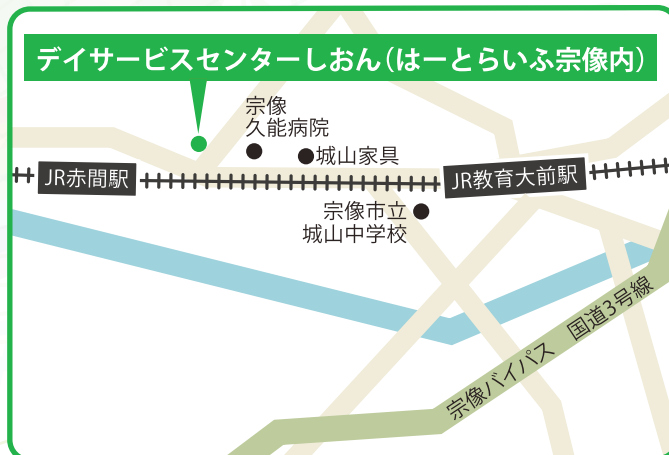 デイサービスセンターしおん（はーとらいふ宗像内）
宗像
久能病院
城山家具
JR赤間駅
JR教育大前駅
宗像市立
城山中学校
宗像バイパス　国道3号線